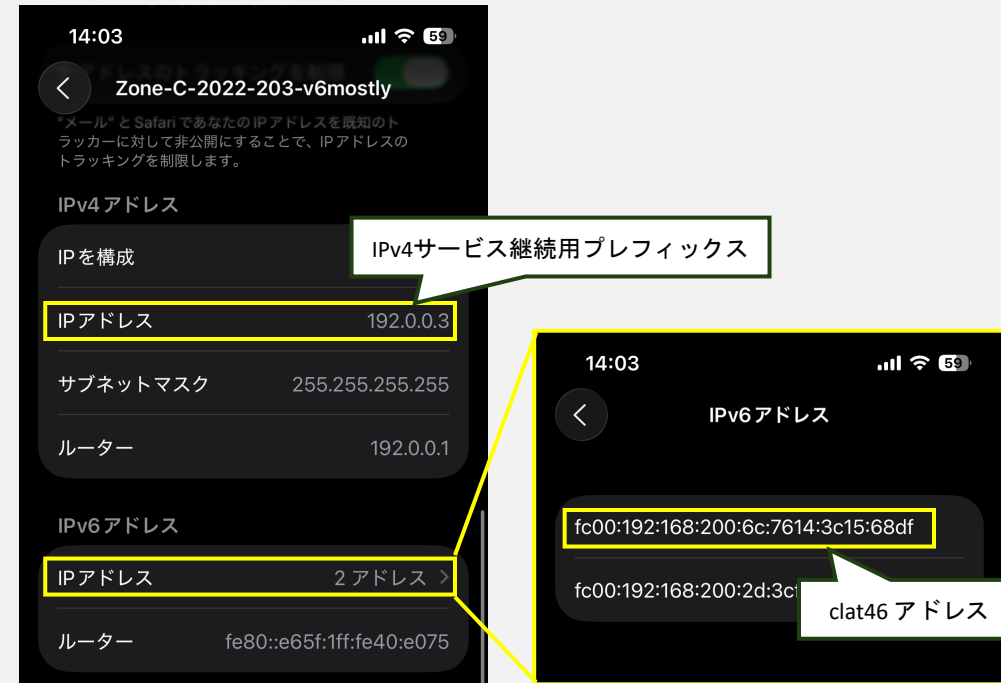 14:03
59
Zone-C-2022-203-v6mostly
"メール" と Safari であなたの IP アドレスを既知のト
ラッカーに対して非公開にすることで、IP アドレスの
トラッキングを制限します。
IPv4 アドレス
IP を構成
IPv4サービス継続用プレフィックス
IP アドレス 192.0.0.3
サブネットマスク 255.255.255.255
ルーター 192.0.0.1
IPv6 アドレス
IP アドレス 2 アドレス
ルーター fe80::e65f:1ff:fe40:e075
14:03
59
IPv6 アドレス
fc00:192:168:200:6c:7614:3c15:68df
fc00:192:168:200:2d:3c
clat46 アドレス